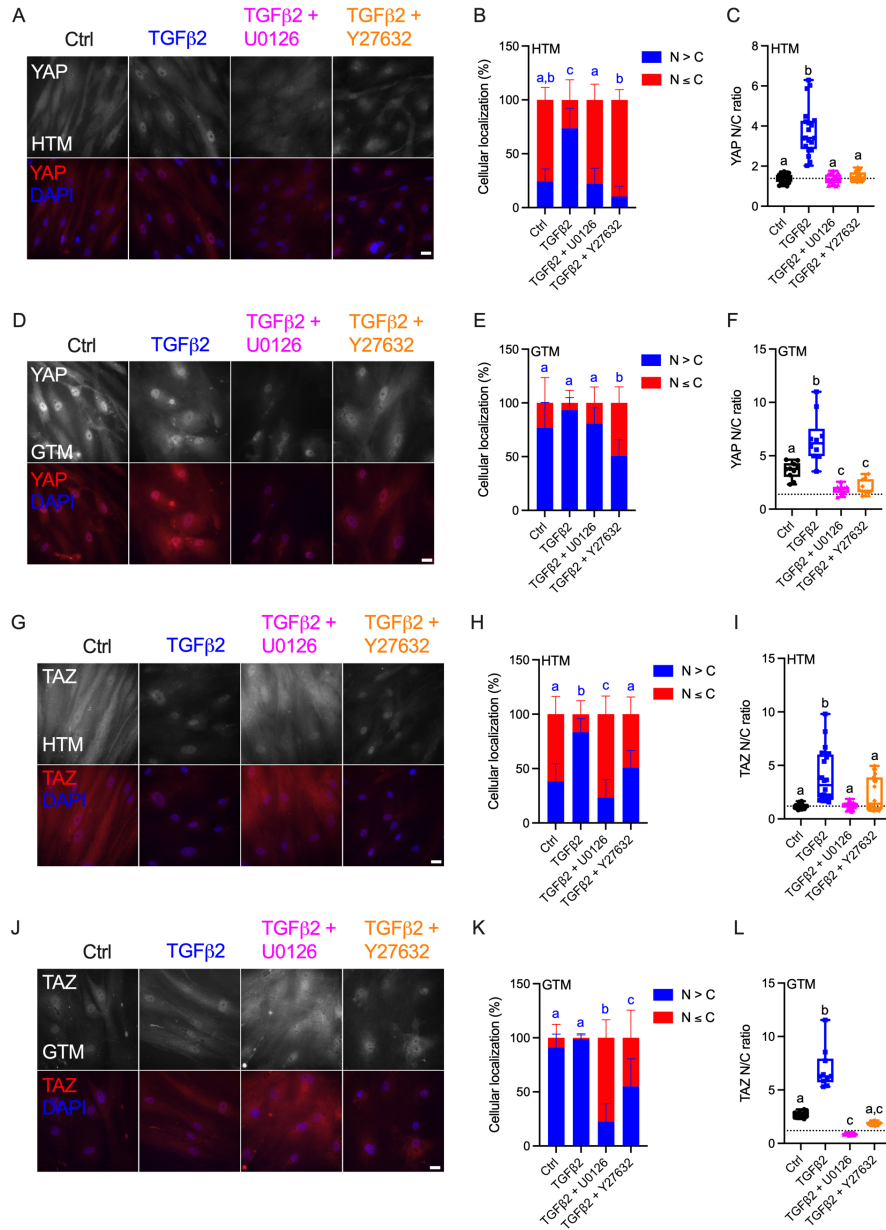 A
Ctrl
TGFβ2
TGFβ2 +
U0126
TGFβ2 +
Y27632
YAP
HTM
YAP
DAPI
B
HTM
Cellular localization (%)
150
100
50
0
a,b
c
a
b
N > C
N ≤ C
Ctrl
TGFβ2
TGFβ2 + U0126
TGFβ2 + Y27632
C
HTM
YAP N/C ratio
8
6
4
2
0
a
b
a
a
Ctrl
TGFβ2
TGFβ2 + U0126
TGFβ2 + Y27632
D
Ctrl
TGFβ2
TGFβ2 +
U0126
TGFβ2 +
Y27632
YAP
GTM
YAP
DAPI
E
GTM
Cellular localization (%)
150
100
50
0
a
a
a
b
N > C
N ≤ C
Ctrl
TGFβ2
TGFβ2 + U0126
TGFβ2 + Y27632
F
GTM
YAP N/C ratio
15
10
5
0
a
b
c
c
Ctrl
TGFβ2
TGFβ2 + U0126
TGFβ2 + Y27632
G
Ctrl
TGFβ2
TGFβ2 +
U0126
TGFβ2 +
Y27632
TAZ
HTM
TAZ
DAPI
H
HTM
Cellular localization (%)
150
100
50
0
a
b
c
a
N > C
N ≤ C
Ctrl
TGFβ2
TGFβ2 + U0126
TGFβ2 + Y27632
I
HTM
TAZ N/C ratio
15
10
5
0
a
b
a
a
Ctrl
TGFβ2
TGFβ2 + U0126
TGFβ2 + Y27632
J
Ctrl
TGFβ2
TGFβ2 +
U0126
TGFβ2 +
Y27632
TAZ
GTM
TAZ
DAPI
K
GTM
Cellular localization (%)
150
100
50
0
a
a
b
c
N > C
N ≤ C
Ctrl
TGFβ2
TGFβ2 + U0126
TGFβ2 + Y27632
L
GTM
TAZ N/C ratio
15
10
5
0
a
b
c
a,c
Ctrl
TGFβ2
TGFβ2 + U0126
TGFβ2 + Y27632